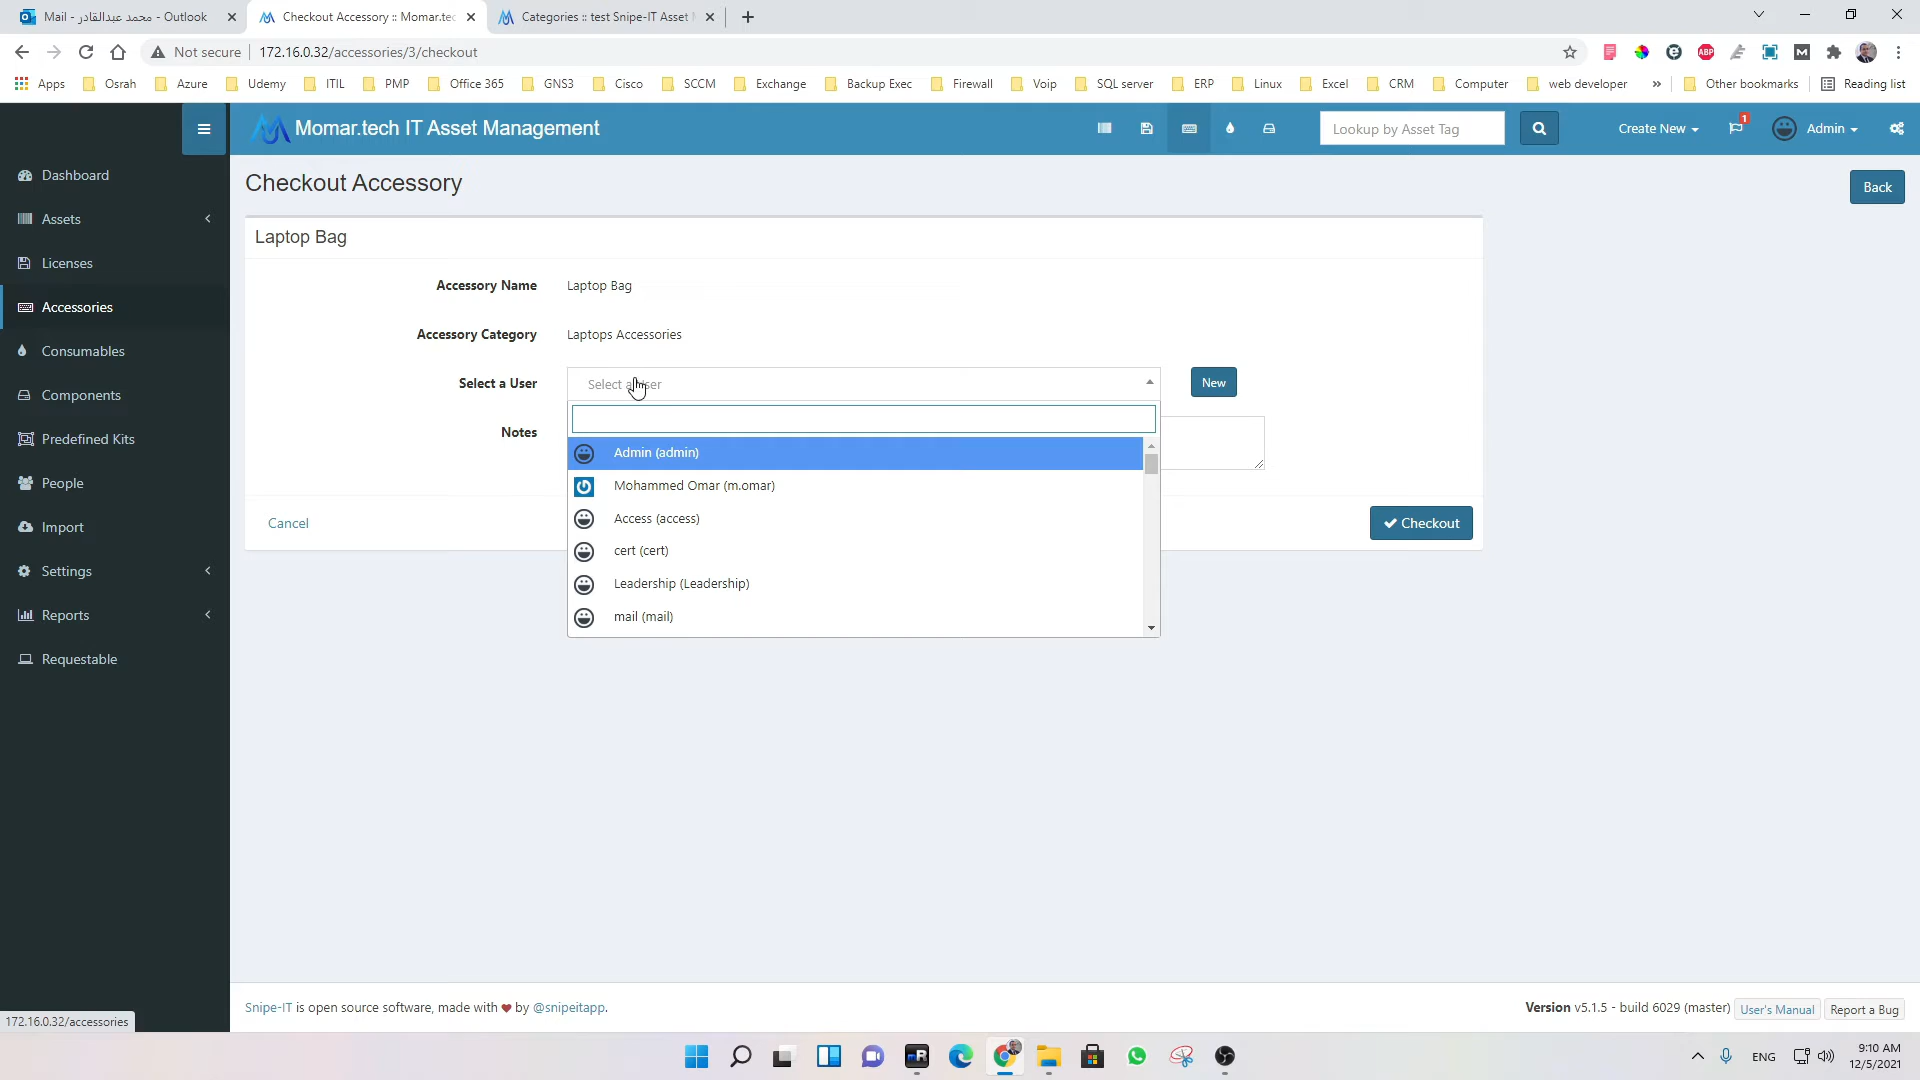 Mail - محمد عبدالقادر - Outlook
Checkout Accessory :: Momar.tec
Categories :: test Snipe-IT Asset
Not secure
172.16.0.32/accessories/3/checkout
Apps
Osrah
Azure
Udemy
ITIL
PMP
Office 365
GNS3
Cisco
SCCM
Exchange
Backup Exec
Firewall
Voip
SQL server
ERP
Linux
Excel
CRM
Computer
web developer
»
Other bookmarks
Reading list
Momar.tech IT Asset Management
Lookup by Asset Tag
Create New
1
Admin
Dashboard
Assets
Licenses
Accessories
Consumables
Components
Predefined Kits
People
Import
Settings
Reports
Requestable
Checkout Accessory
Back
Laptop Bag
Accessory Name
Laptop Bag
Accessory Category
Laptops Accessories
Select a User
Select a User
New
Notes
Admin (admin)
Mohammed Omar (m.omar)
Access (access)
cert (cert)
Leadership (Leadership)
mail (mail)
Cancel
Checkout
Snipe-IT is open source software, made with ❤ by @snipeitapp.
Version v5.1.5 - build 6029 (master)
User's Manual
Report a Bug
172.16.0.32/accessories
ENG
9:10 AM
12/5/2021